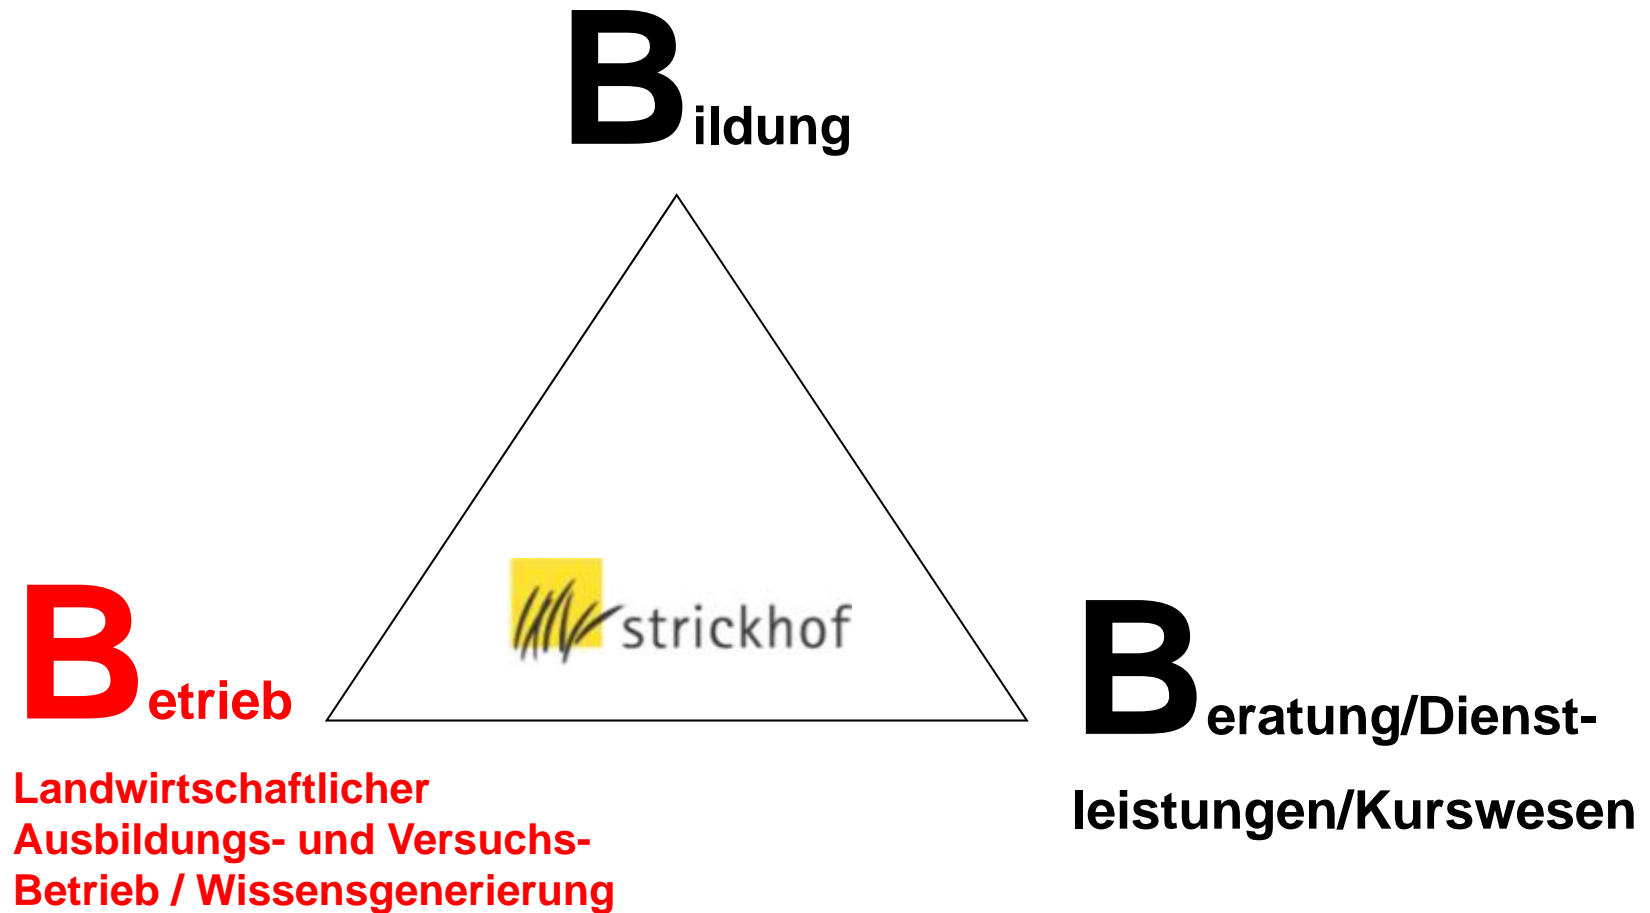 Bildung
strickhof
Betrieb
Landwirtschaftlicher
Ausbildungs- und Versuchs-
Betrieb / Wissensgenerierung
Beratung/Dienst-
leistungen/Kurswesen